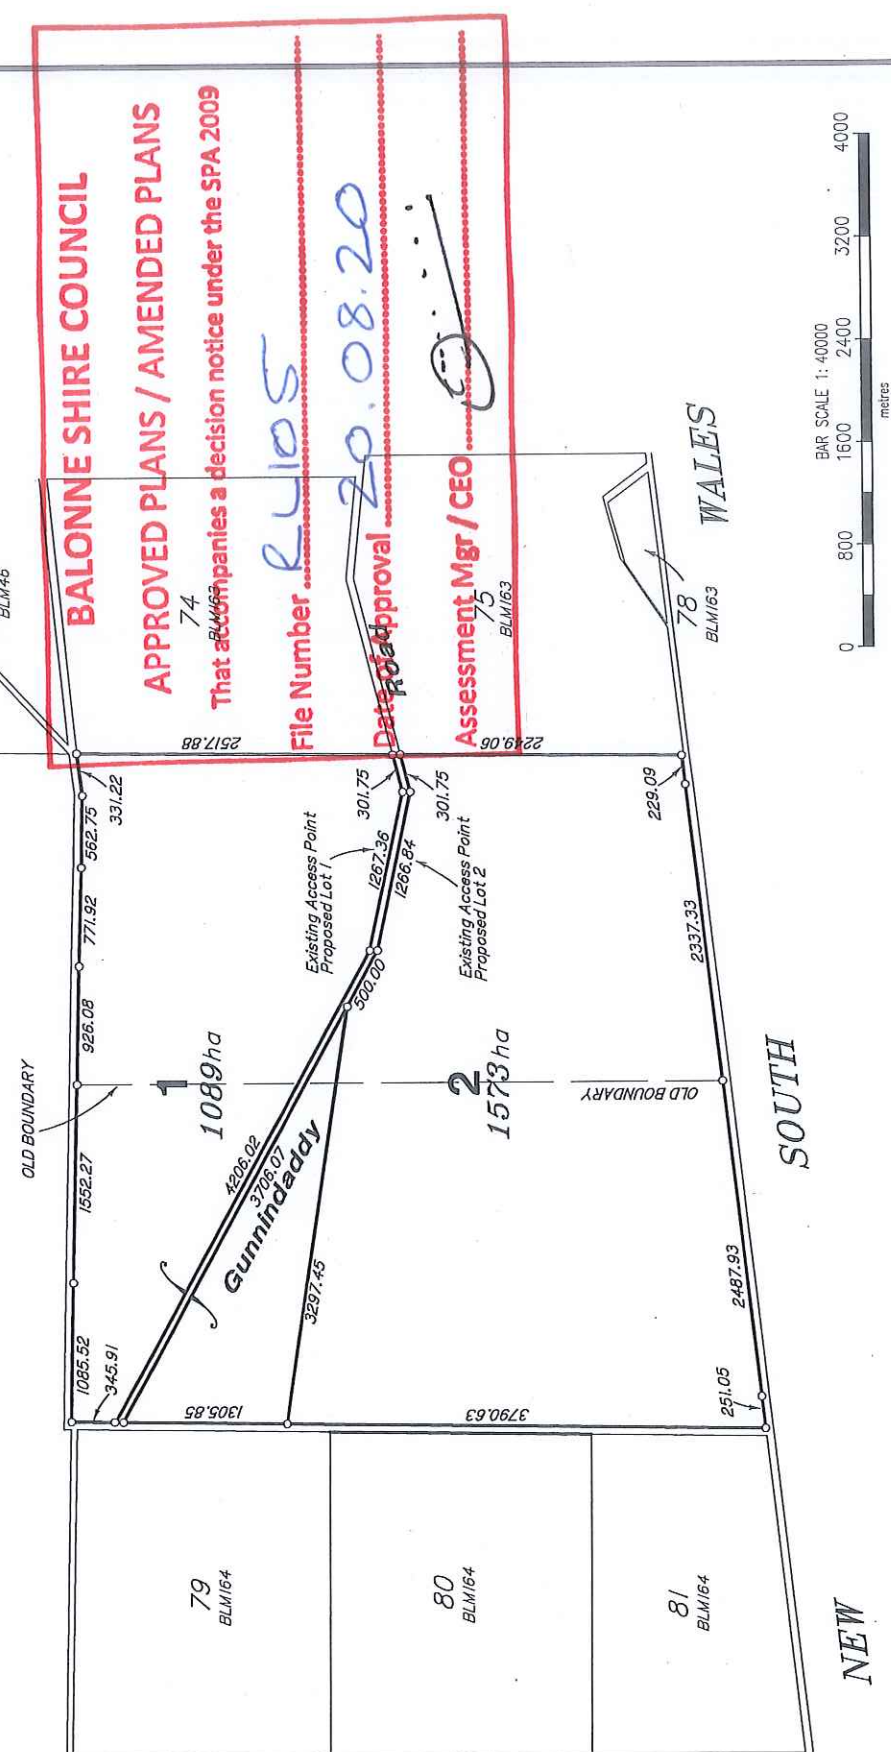 BALONNE SHIRE COUNCIL
APPROVED PLANS / AMENDED PLANS
That accompanies a decision notice under the SPA 2009
File Number RL105
Date of Approval 20.08.20
Assessment Mgr / CEO
BLM46
74
BLM163
75
BLM163
78
BLM163
Road
OLD BOUNDARY
1085.52
1552.27
926.08
771.92
562.75
331.22
345.91
2517.88
1
1089ha
4206.02
3706.07
Gunnindaddy
3297.45
1305.85
Existing Access Point
Proposed Lot 1
1267.36
301.75
1266.84
301.75
500.00
Existing Access Point
Proposed Lot 2
2249.06
2
1573ha
OLD BOUNDARY
3790.63
251.05
2487.93
2337.33
229.09
79
BLM164
80
BLM164
81
BLM164
NEW SOUTH WALES
BAR SCALE 1: 40000
0 800 1600 2400 3200 4000
metres